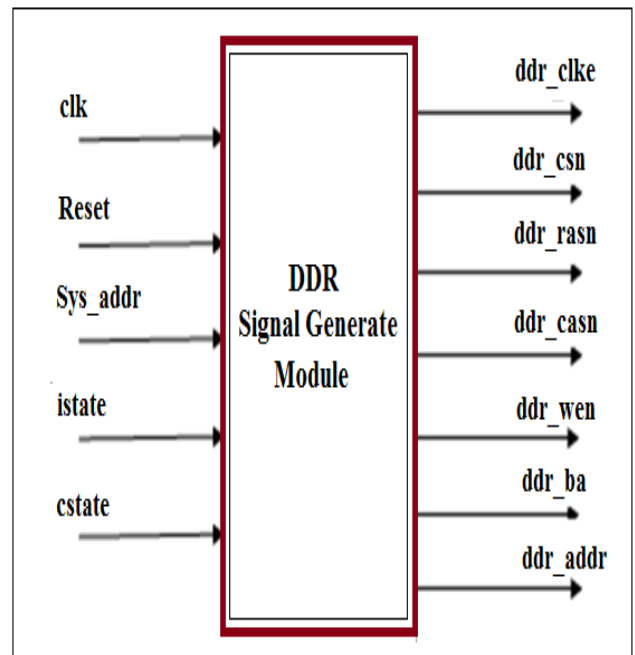 clk
Reset
Sys_addr
istate
cstate
DDR
Signal Generate
Module
ddr_clke
ddr_csn
ddr_rasn
ddr_casn
ddr_wen
ddr_ba
ddr_addr